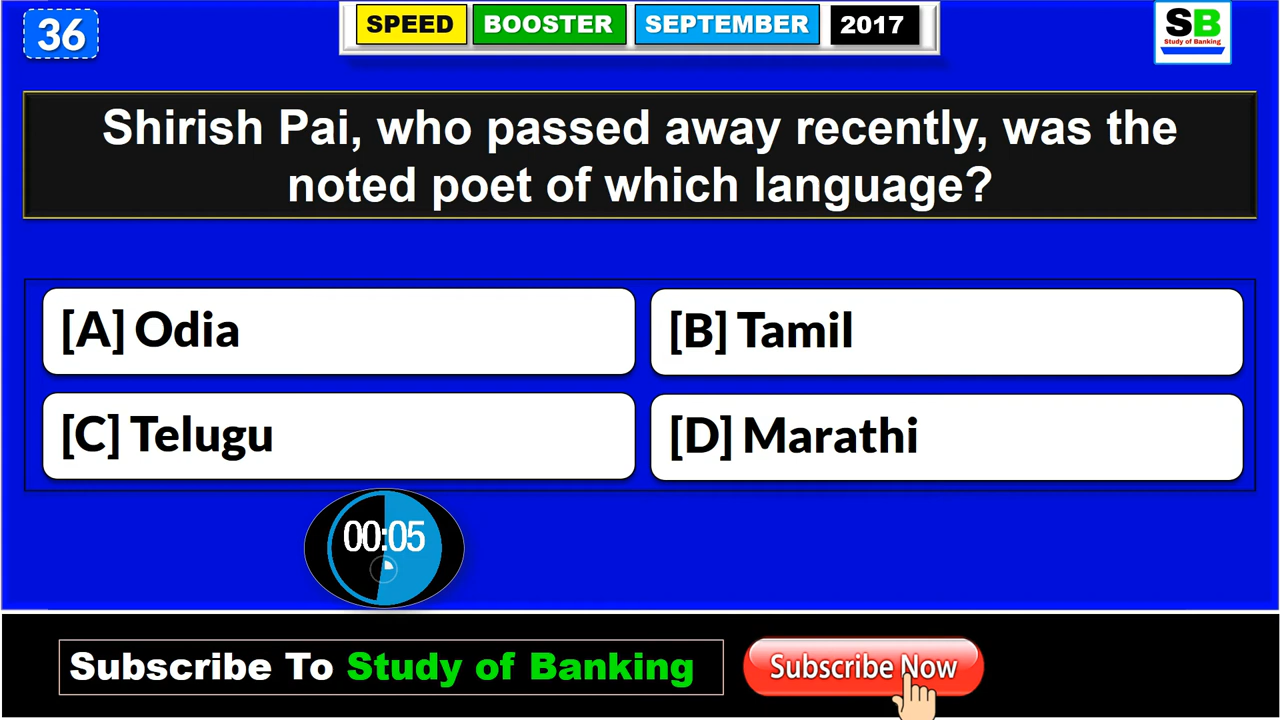 36
SPEED BOOSTER SEPTEMBER 2017
SB
Study of Banking
Shirish Pai, who passed away recently, was the
noted poet of which language?
[A] Odia
[B] Tamil
[C] Telugu
[D] Marathi
00:05
Subscribe To Study of Banking
Subscribe Now